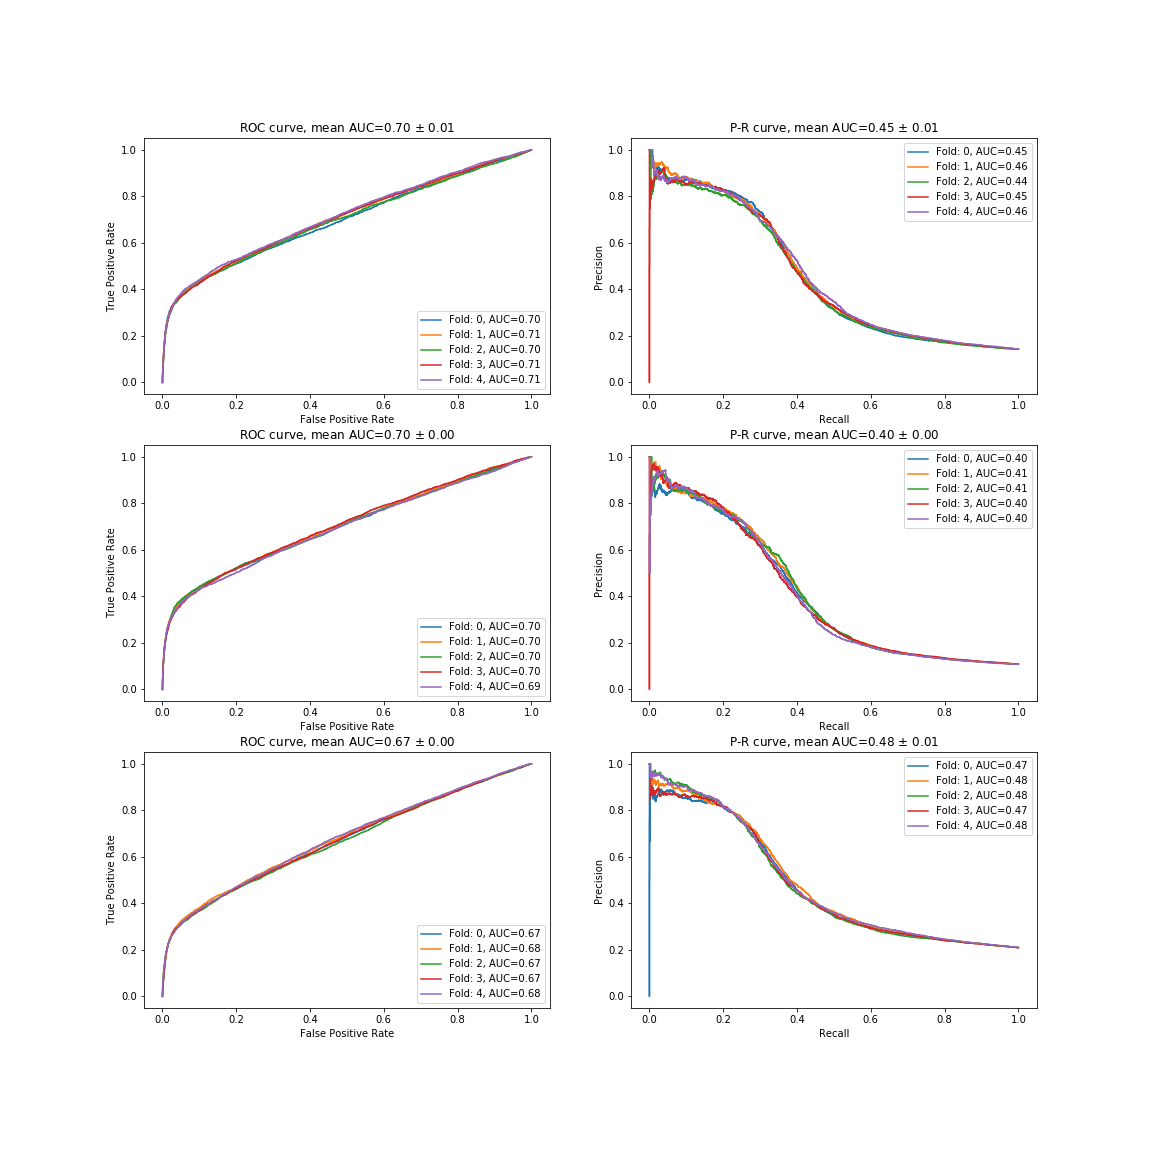 ROC curve, mean AUC=0.70 ± 0.01
True Positive Rate
1.0
0.8
0.6
0.4
0.2
0.0
Fold: 0, AUC=0.70
Fold: 1, AUC=0.71
Fold: 2, AUC=0.70
Fold: 3, AUC=0.71
Fold: 4, AUC=0.71
0.0 0.2 0.4 0.6 0.8 1.0
False Positive Rate
P-R curve, mean AUC=0.45 ± 0.01
Precision
1.0
0.8
0.6
0.4
0.2
0.0
Fold: 0, AUC=0.45
Fold: 1, AUC=0.46
Fold: 2, AUC=0.44
Fold: 3, AUC=0.45
Fold: 4, AUC=0.46
0.0 0.2 0.4 0.6 0.8 1.0
Recall
ROC curve, mean AUC=0.70 ± 0.00
True Positive Rate
1.0
0.8
0.6
0.4
0.2
0.0
Fold: 0, AUC=0.70
Fold: 1, AUC=0.70
Fold: 2, AUC=0.70
Fold: 3, AUC=0.70
Fold: 4, AUC=0.69
0.0 0.2 0.4 0.6 0.8 1.0
False Positive Rate
P-R curve, mean AUC=0.40 ± 0.00
Precision
1.0
0.8
0.6
0.4
0.2
0.0
Fold: 0, AUC=0.40
Fold: 1, AUC=0.41
Fold: 2, AUC=0.41
Fold: 3, AUC=0.40
Fold: 4, AUC=0.40
0.0 0.2 0.4 0.6 0.8 1.0
Recall
ROC curve, mean AUC=0.67 ± 0.00
True Positive Rate
1.0
0.8
0.6
0.4
0.2
0.0
Fold: 0, AUC=0.67
Fold: 1, AUC=0.68
Fold: 2, AUC=0.67
Fold: 3, AUC=0.67
Fold: 4, AUC=0.68
0.0 0.2 0.4 0.6 0.8 1.0
False Positive Rate
P-R curve, mean AUC=0.48 ± 0.01
Precision
1.0
0.8
0.6
0.4
0.2
0.0
Fold: 0, AUC=0.47
Fold: 1, AUC=0.48
Fold: 2, AUC=0.48
Fold: 3, AUC=0.47
Fold: 4, AUC=0.48
0.0 0.2 0.4 0.6 0.8 1.0
Recall